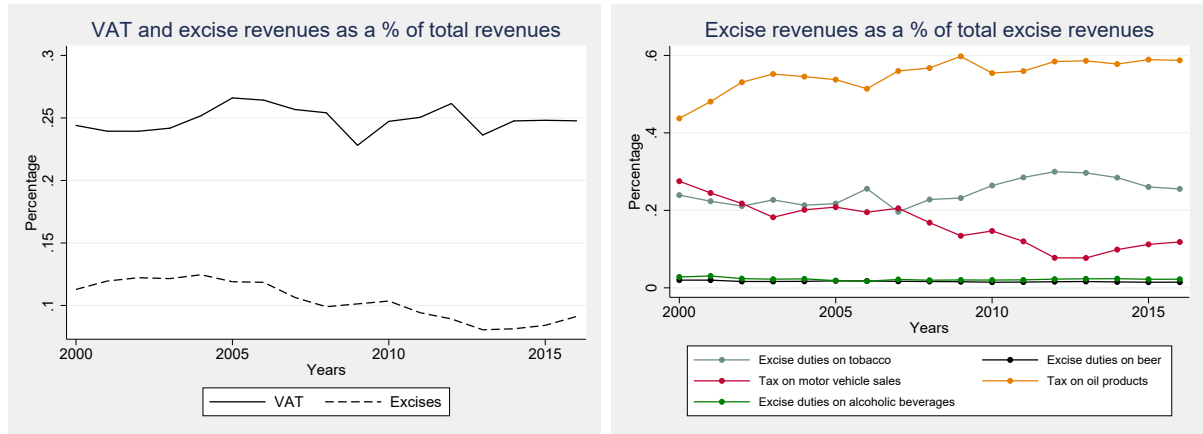 VAT and excise revenues as a % of total revenues
.3
.25
.2
.15
.1
Percentage
2000 2005 2010 2015
Years
VAT Excises
Excise revenues as a % of total excise revenues
.6
.4
.2
0
Percentage
2000 2005 2010 2015
Years
Excise duties on tobacco Excise duties on beer
Tax on motor vehicle sales Tax on oil products
Excise duties on alcoholic beverages